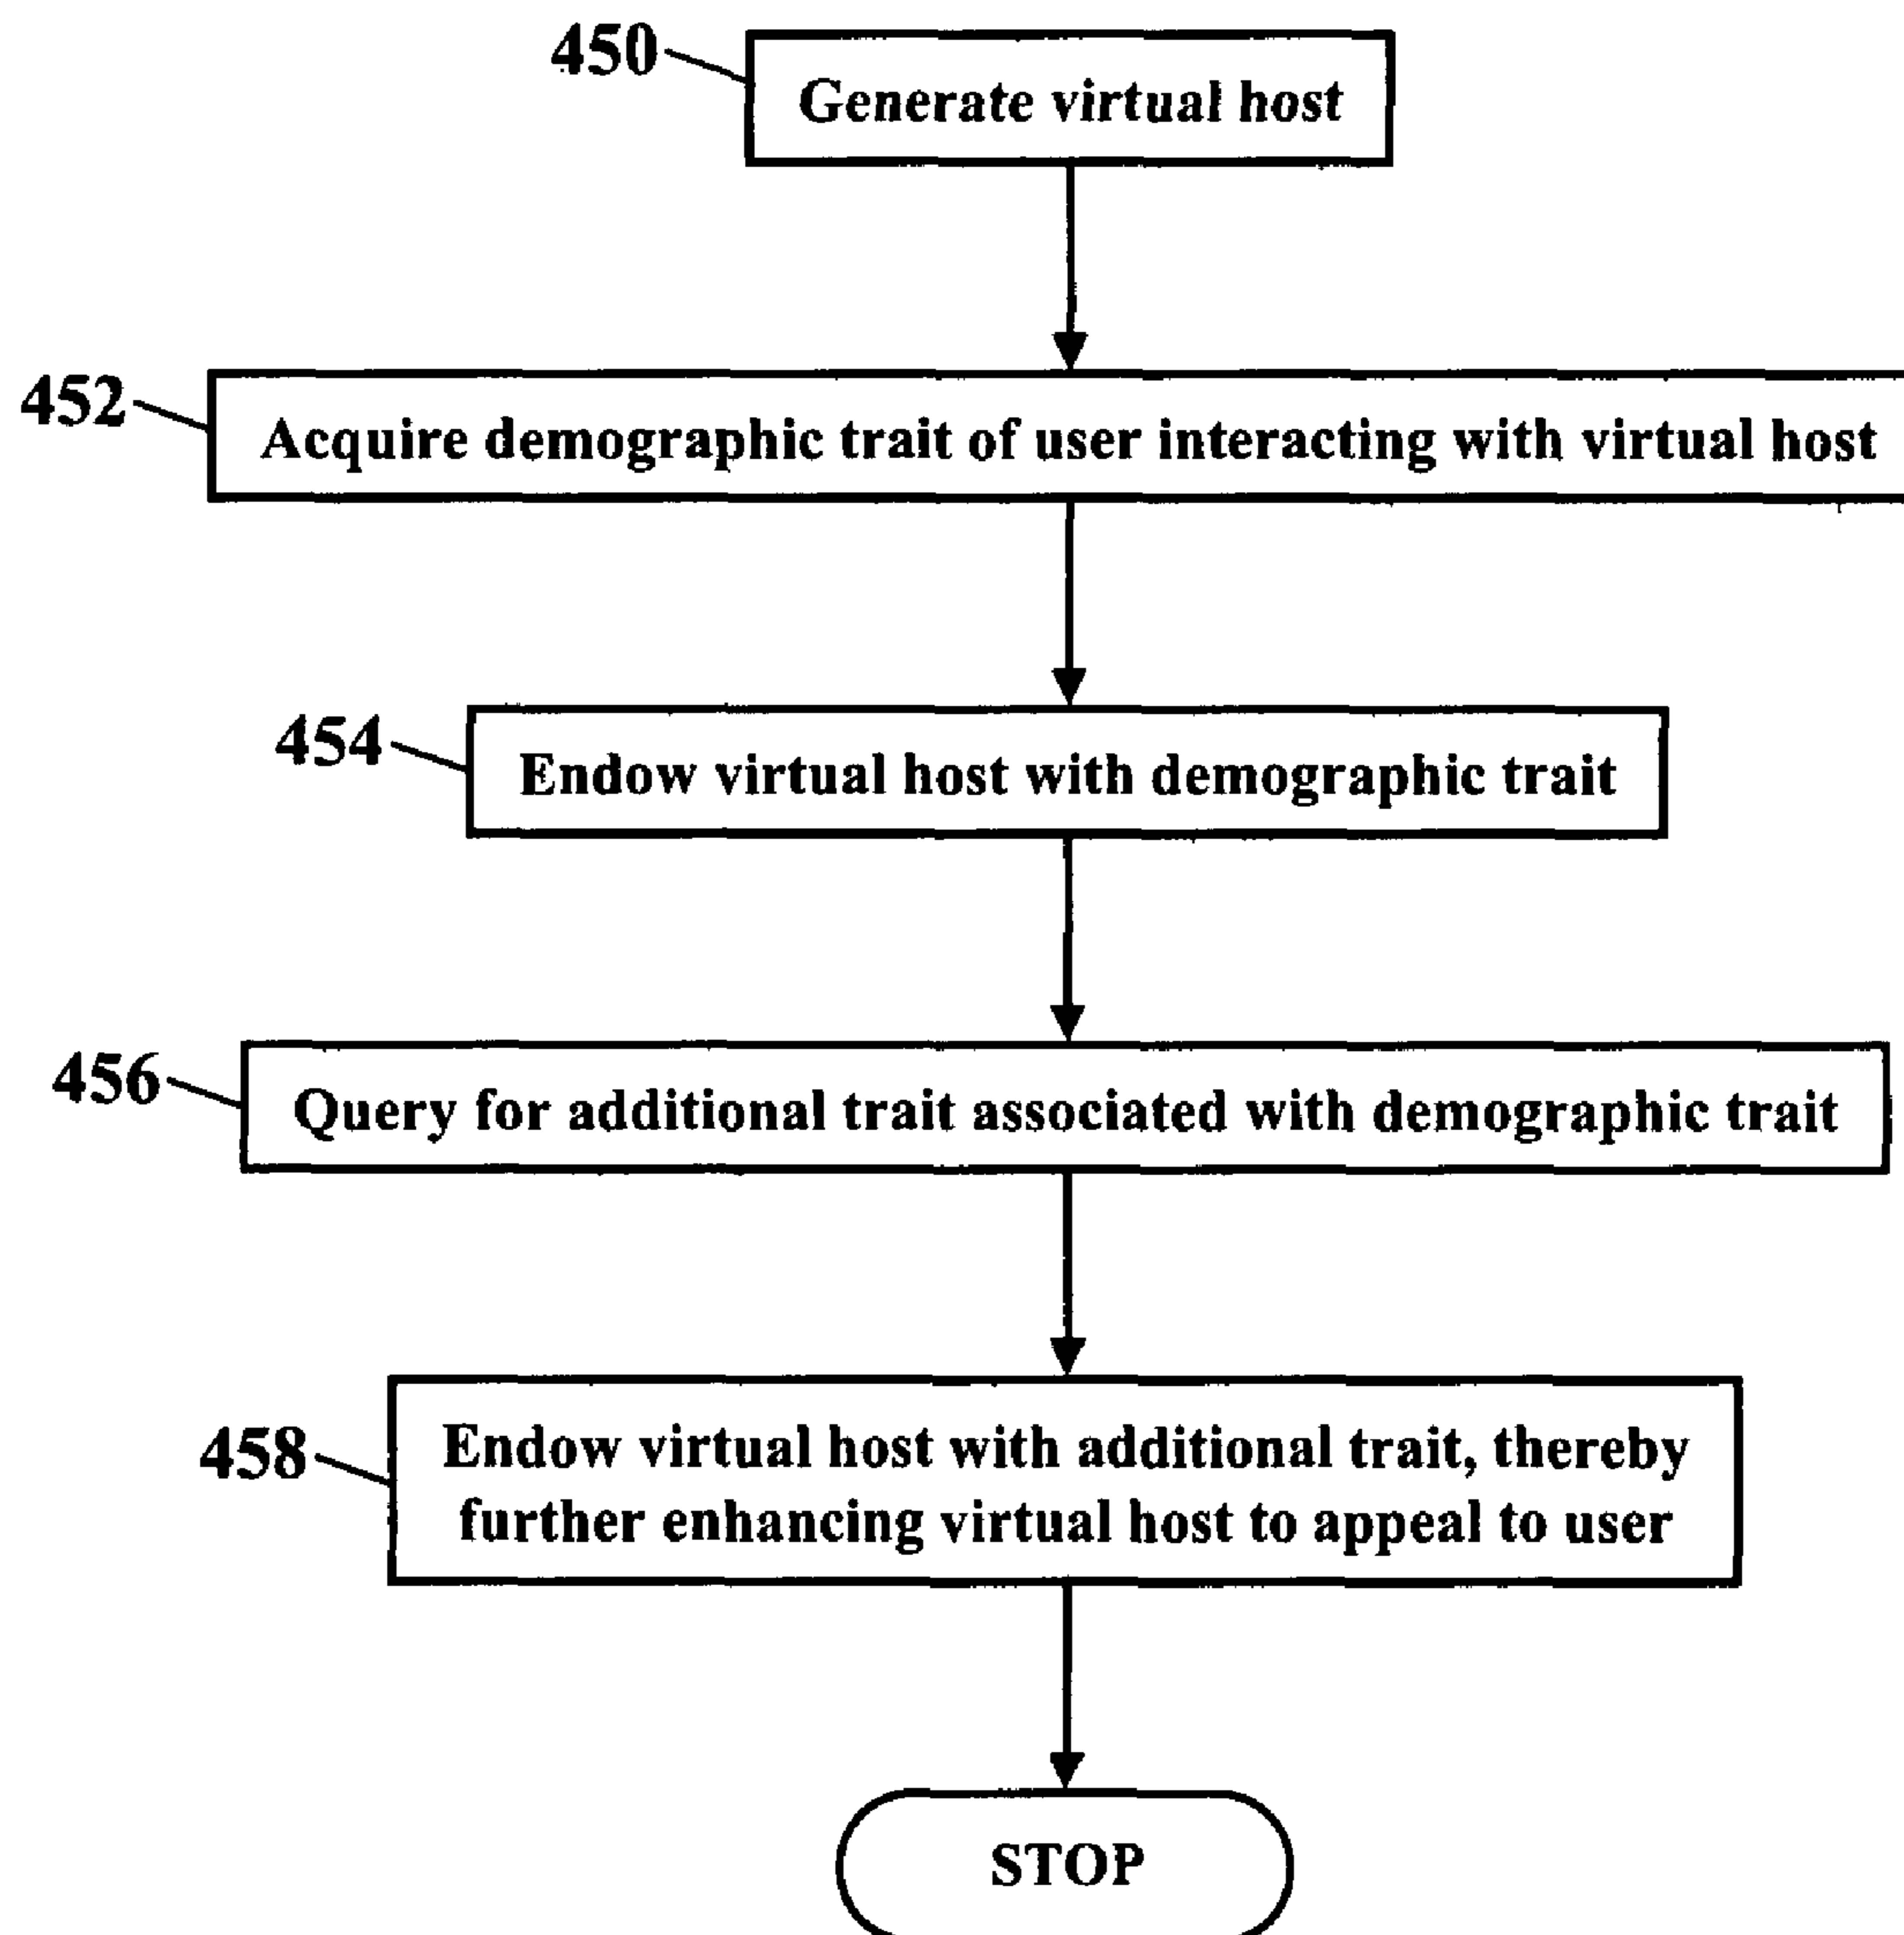 450
Generate virtual host
452
Acquire demographic trait of user interacting with virtual host
454
Endow virtual host with demographic trait
456
Query for additional trait associated with demographic trait
458
Endow virtual host with additional trait, thereby
further enhancing virtual host to appeal to user
STOP